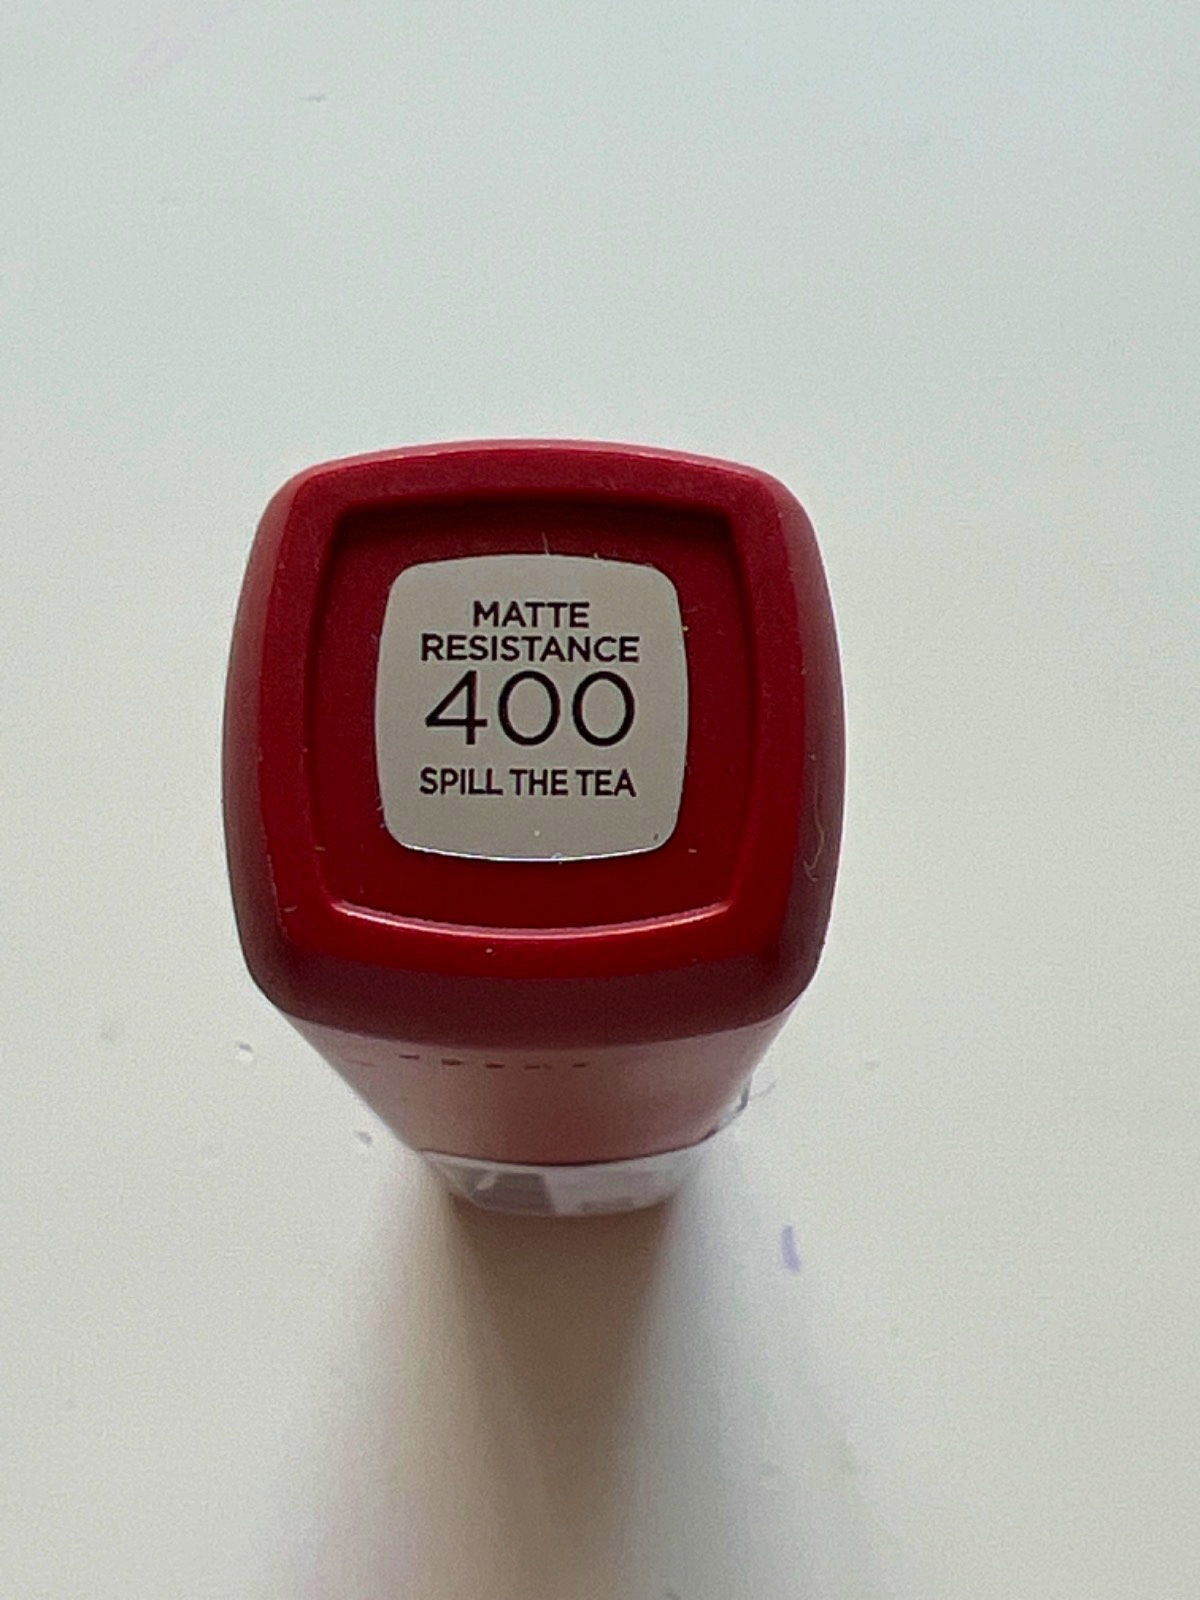 MATTE
RESISTANCE
400
SPILL THE TEA